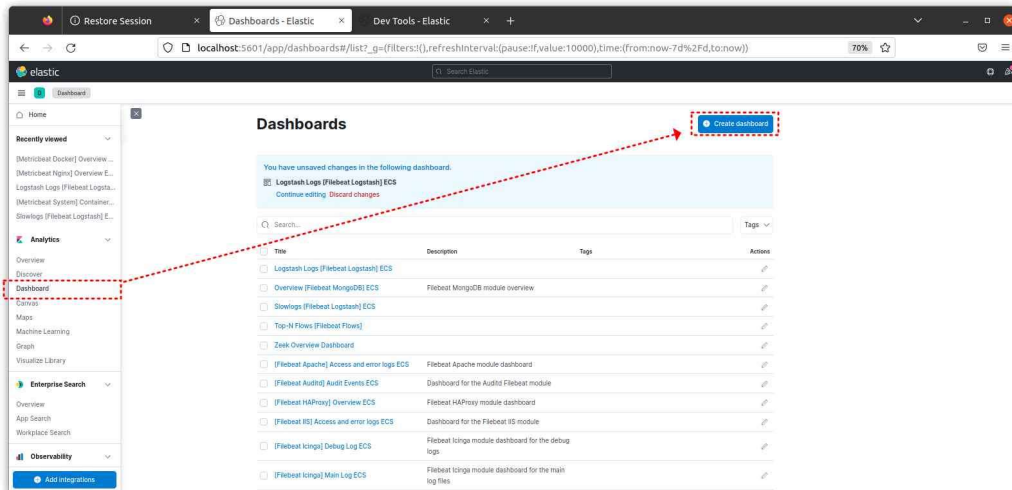 Restore Session
Dashboards - Elastic
Dev Tools - Elastic
localhost:5601/app/dashboards#/list?_g=(filters:!(),refreshInterval:(pause:!f,value:10000),time:(from:now-7d%2Fd,to:now))
70%
elastic
Search Elastic
D
Dashboard
Home
Recently viewed
[Metricbeat Docker] Overview ...
[Metricbeat Nginx] Overview E...
Logstash Logs [Filebeat Logsta...
[Metricbeat System] Container...
Slowlogs [Filebeat Logstash] E...
Analytics
Overview
Discover
Dashboard
Canvas
Maps
Machine Learning
Graph
Visualize Library
Enterprise Search
Overview
App Search
Workplace Search
Observability
Add integrations
Dashboards
Create dashboard
You have unsaved changes in the following dashboard.
Logstash Logs [Filebeat Logstash] ECS
Continue editing Discard changes
Search...
Tags
Title Description Tags Actions
Logstash Logs [Filebeat Logstash] ECS
Overview [Filebeat MongoDB] ECS Filebeat MongoDB module overview
Slowlogs [Filebeat Logstash] ECS
Top-N Flows [Filebeat Flows]
Zeek Overview Dashboard
[Filebeat Apache] Access and error logs ECS Filebeat Apache module dashboard
[Filebeat Auditd] Audit Events ECS Dashboard for the Auditd Filebeat module
[Filebeat HAProxy] Overview ECS Filebeat HAProxy module dashboard
[Filebeat IIS] Access and error logs ECS Dashboard for the Filebeat IIS module
[Filebeat Icinga] Debug Log ECS Filebeat Icinga module dashboard for the debug
logs
[Filebeat Icinga] Main Log ECS Filebeat Icinga module dashboard for the main
log files